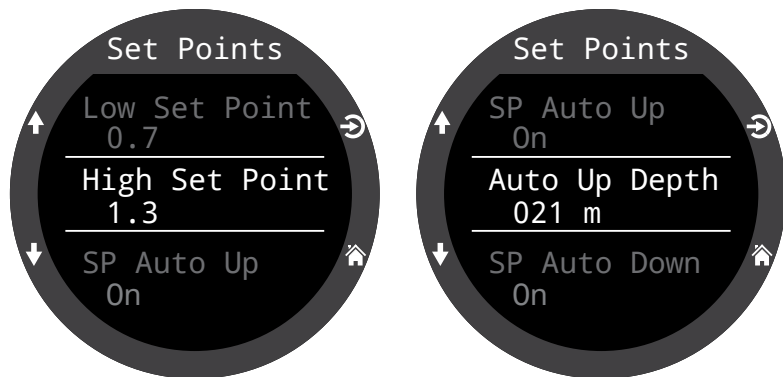 Set Points
Low Set Point
0.7
High Set Point
1.3
SP Auto Up
On
Set Points
SP Auto Up
On
Auto Up Depth
021 m
SP Auto Down
On